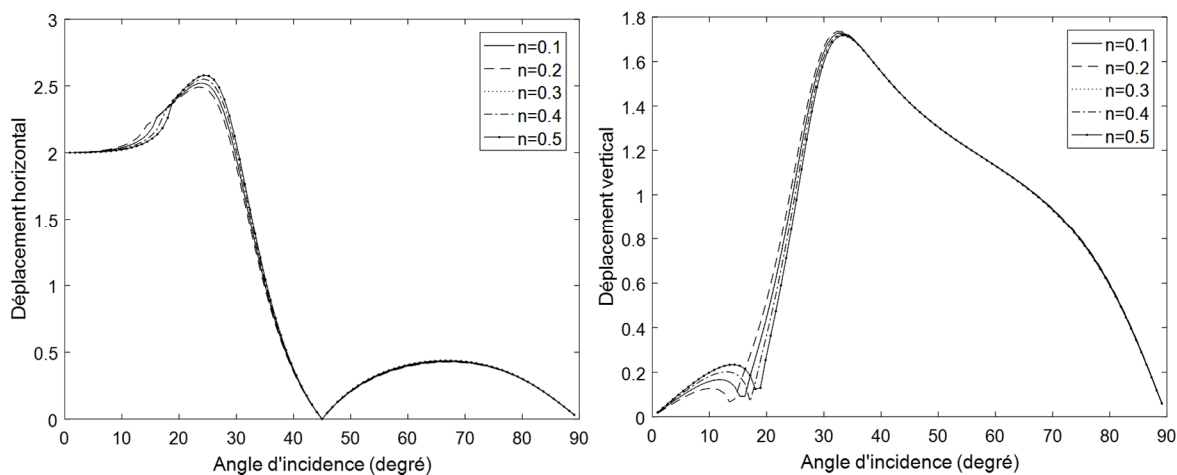 Déplacement horizontal
3
2.5
2
1.5
1
0.5
0
0 10 20 30 40 50 60 70 80 90
Angle d'incidence (degré)
n=0.1
n=0.2
n=0.3
n=0.4
n=0.5
Déplacement vertical
1.8
1.6
1.4
1.2
1
0.8
0.6
0.4
0.2
0
0 10 20 30 40 50 60 70 80 90
Angle d'incidence (degré)
n=0.1
n=0.2
n=0.3
n=0.4
n=0.5